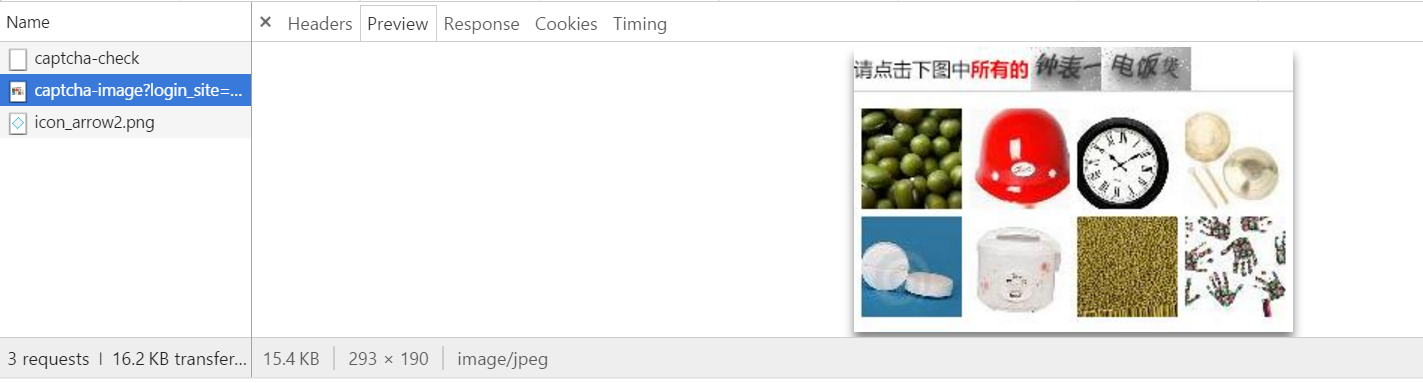 Name
× Headers Preview Response Cookies Timing
captcha-check
captcha-image?login_site=...
icon_arrow2.png
请点击下图中所有的 钟表一 电饭煲
3 requests | 16.2 KB transfer...
15.4 KB | 293 × 190 | image/jpeg